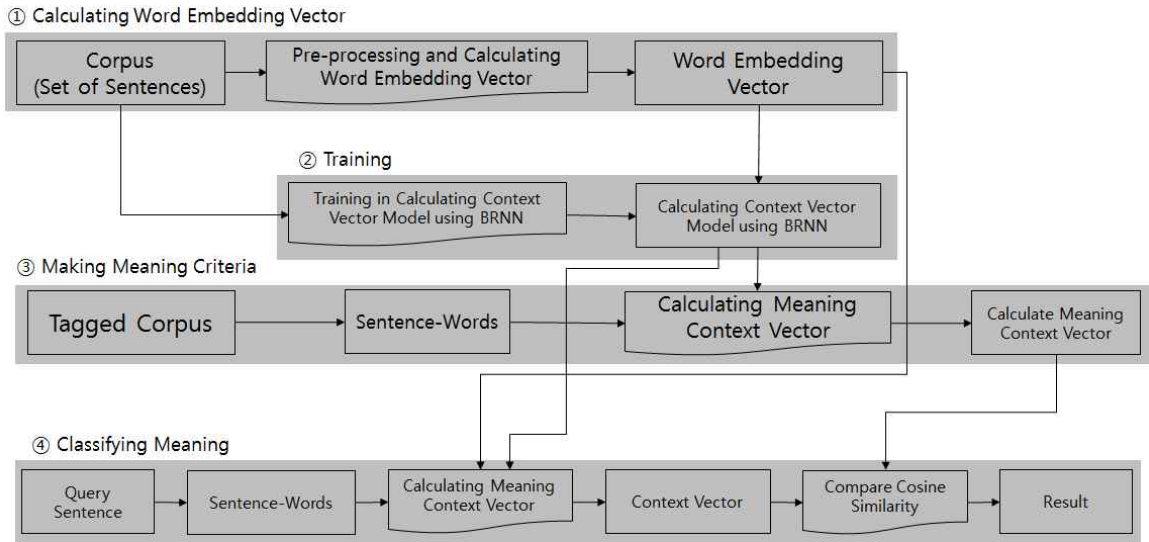 ① Calculating Word Embedding Vector
Corpus
(Set of Sentences)
Pre-processing and Calculating
Word Embedding Vector
Word Embedding
Vector
② Training
Training in Calculating Context
Vector Model using BRNN
Calculating Context Vector
Model using BRNN
③ Making Meaning Criteria
Tagged Corpus
Sentence-Words
Calculating Meaning
Context Vector
Calculate Meaning
Context Vector
④ Classifying Meaning
Query
Sentence
Sentence-Words
Calculating Meaning
Context Vector
Context Vector
Compare Cosine
Similarity
Result